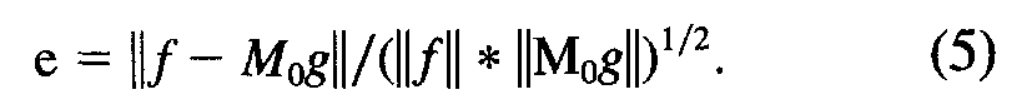 e = ‖f − M₀g‖/(‖f‖ * ‖M₀g‖)^{1/2}. (5)